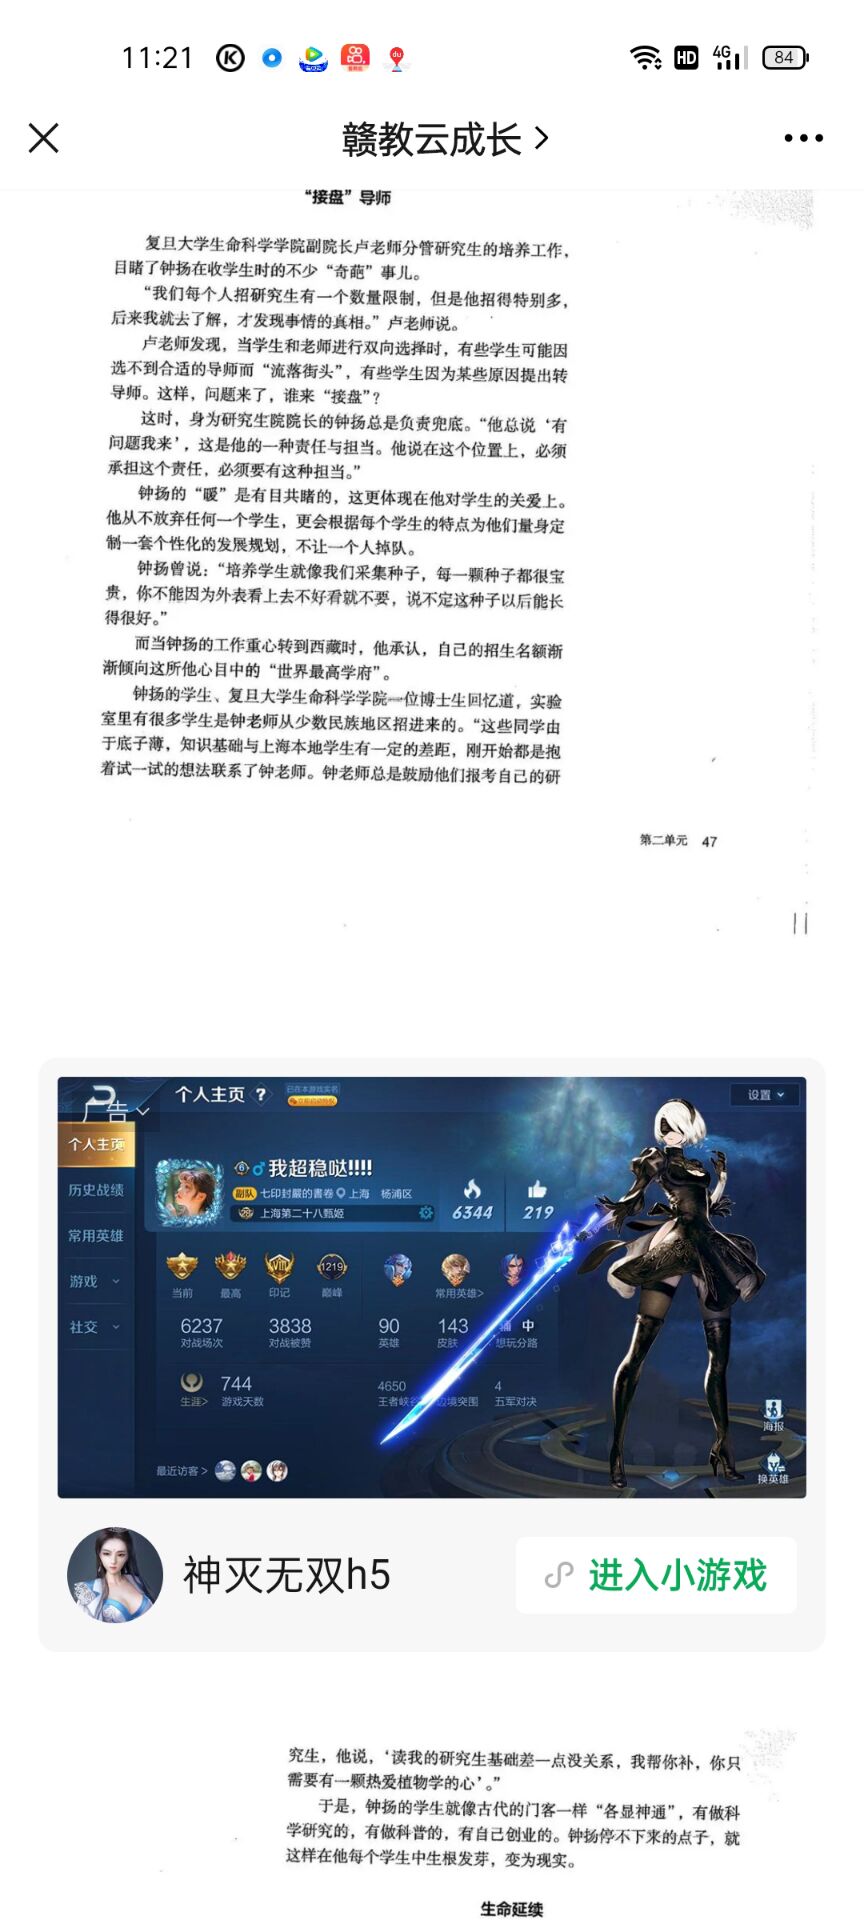 11:21
HD
4G
84
赣教云成长
“接盘”导师
复旦大学生命科学学院副院长卢老师分管研究生的培养工作，
目睹了钟扬在收学生时的不少“奇葩”事儿。
“我们每个人招研究生有一个数量限制，但是他招得特别多，
后来我就去了解，才发现事情的真相。”卢老师说。
卢老师发现，当学生和老师进行双向选择时，有些学生可能因
选不到合适的导师而“流落街头”，有些学生因为某些原因提出转
导师。这样，问题来了，谁来“接盘”？
这时，身为研究生院院长的钟扬总是负责兜底。“他总说‘有
问题我来’，这是他的一种责任与担当。他说在这个位置上，必须
承担这个责任，必须要有这种担当。”
钟扬的“暖”是有目共睹的，这更体现在他对学生的关爱上。
他从不放弃任何一个学生，更会根据每个学生的特点为他们量身定
制一套个性化的发展规划，不让一个人掉队。
钟扬曾说：“培养学生就像我们采集种子，每一颗种子都很宝
贵，你不能因为外表看上去不好看就不要，说不定这种子以后能长
得很好。”
而当钟扬的工作重心转到西藏时，他承认，自己的招生名额渐
渐倾向这所他心目中的“世界最高学府”。
钟扬的学生、复旦大学生命科学学院一位博士生回忆道，实验
室里有很多学生是钟老师从少数民族地区招进来的。“这些同学由
于底子薄，知识基础与上海本地学生有一定的差距，刚开始都是抱
着试一试的想法联系了钟老师。钟老师总是鼓励他们报考自己的研
第二单元 47
广告
个人主页 ?
设置
个人主页
历史战绩
常用英雄
游戏
社交
我超稳哒!!!!
副队 七印封嚴的書卷 上海 杨浦区
上海第二十八甄姬
6344
219
1219
当前 最高 印记 巅峰 常用英雄>
6237 3838 90 143 中
对战场次 对战被赞 英雄 皮肤 想玩分路
744 4650 4
生涯> 游戏天数 王者峡谷 边境突围 五军对决
最近访客 >
海报
换英雄
神灭无双h5
进入小游戏
究生，他说，‘读我的研究生基础差一点没关系，我帮你补，你只
需要有一颗热爱植物学的心’。”
于是，钟扬的学生就像古代的门客一样“各显神通”，有做科
学研究的，有做科普的，有自己创业的。钟扬停不下来的点子，就
这样在他每个学生中生根发芽，变为现实。
生命延续